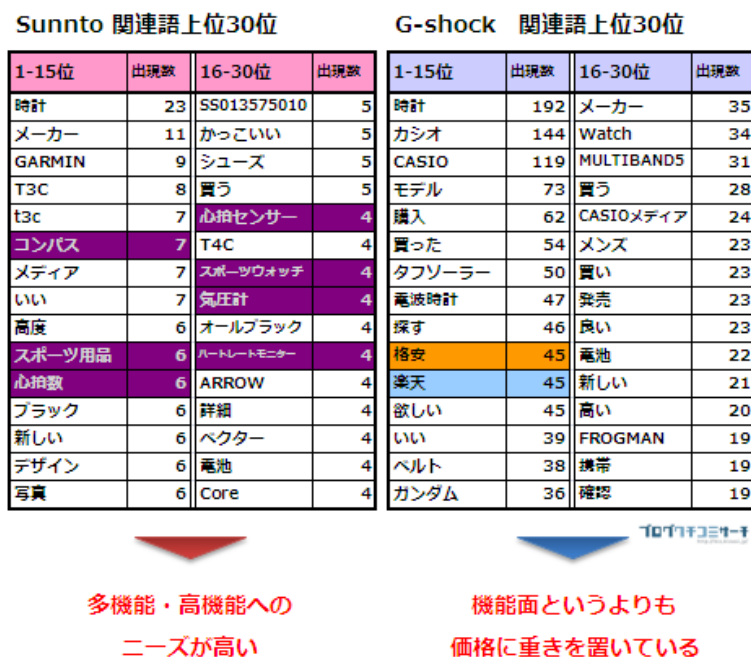 Sunnto 関連語上位30位
1-15位 出現数 16-30位 出現数
時計 23 SS013575010 5
メーカー 11 かっこいい 5
GARMIN 9 シューズ 5
T3C 8 買う 5
t3c 7 心拍センサー 4
コンパス 7 T4C 4
メディア 7 スポーツウォッチ 4
いい 7 気圧計 4
高度 6 オールブラック 4
スポーツ用品 6 ハートレートモニター 4
心拍数 6 ARROW 4
ブラック 6 詳細 4
新しい 6 ベクター 4
デザイン 6 電池 4
写真 6 Core 4
多機能・高機能への
ニーズが高い
G-shock 関連語上位30位
1-15位 出現数 16-30位 出現数
時計 192 メーカー 35
カシオ 144 Watch 34
CASIO 119 MULTIBAND5 31
モデル 73 買う 28
購入 62 CASIOメディア 24
買った 54 メンズ 23
タフソーラー 50 買い 23
電波時計 47 発売 23
探す 46 良い 23
格安 45 電池 22
楽天 45 新しい 21
欲しい 45 高い 20
いい 39 FROGMAN 19
ベルト 38 携帯 19
ガンダム 36 確認 19
ブログクチコミサーチ
機能面というよりも
価格に重きを置いている